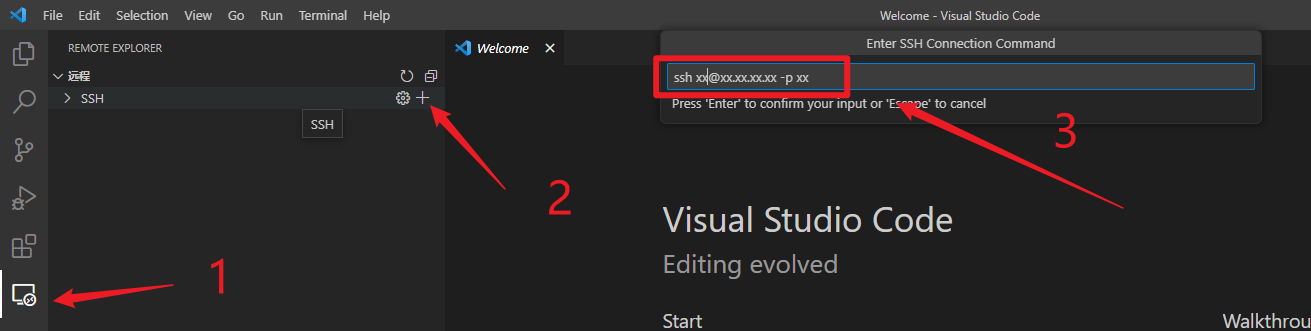 File Edit Selection View Go Run Terminal Help
Welcome - Visual Studio Code
REMOTE EXPLORER
远程
SSH
SSH
1
2
Welcome
Enter SSH Connection Command
ssh xx@xx.xx.xx.xx -p xx
Press 'Enter' to confirm your input or 'Escape' to cancel
3
Visual Studio Code
Editing evolved
Start
Walkthrou